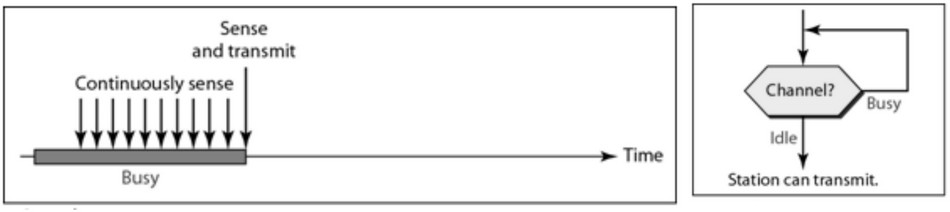 Sense
and transmit
Continuously sense
Time
Busy
Channel?
Busy
Idle
Station can transmit.